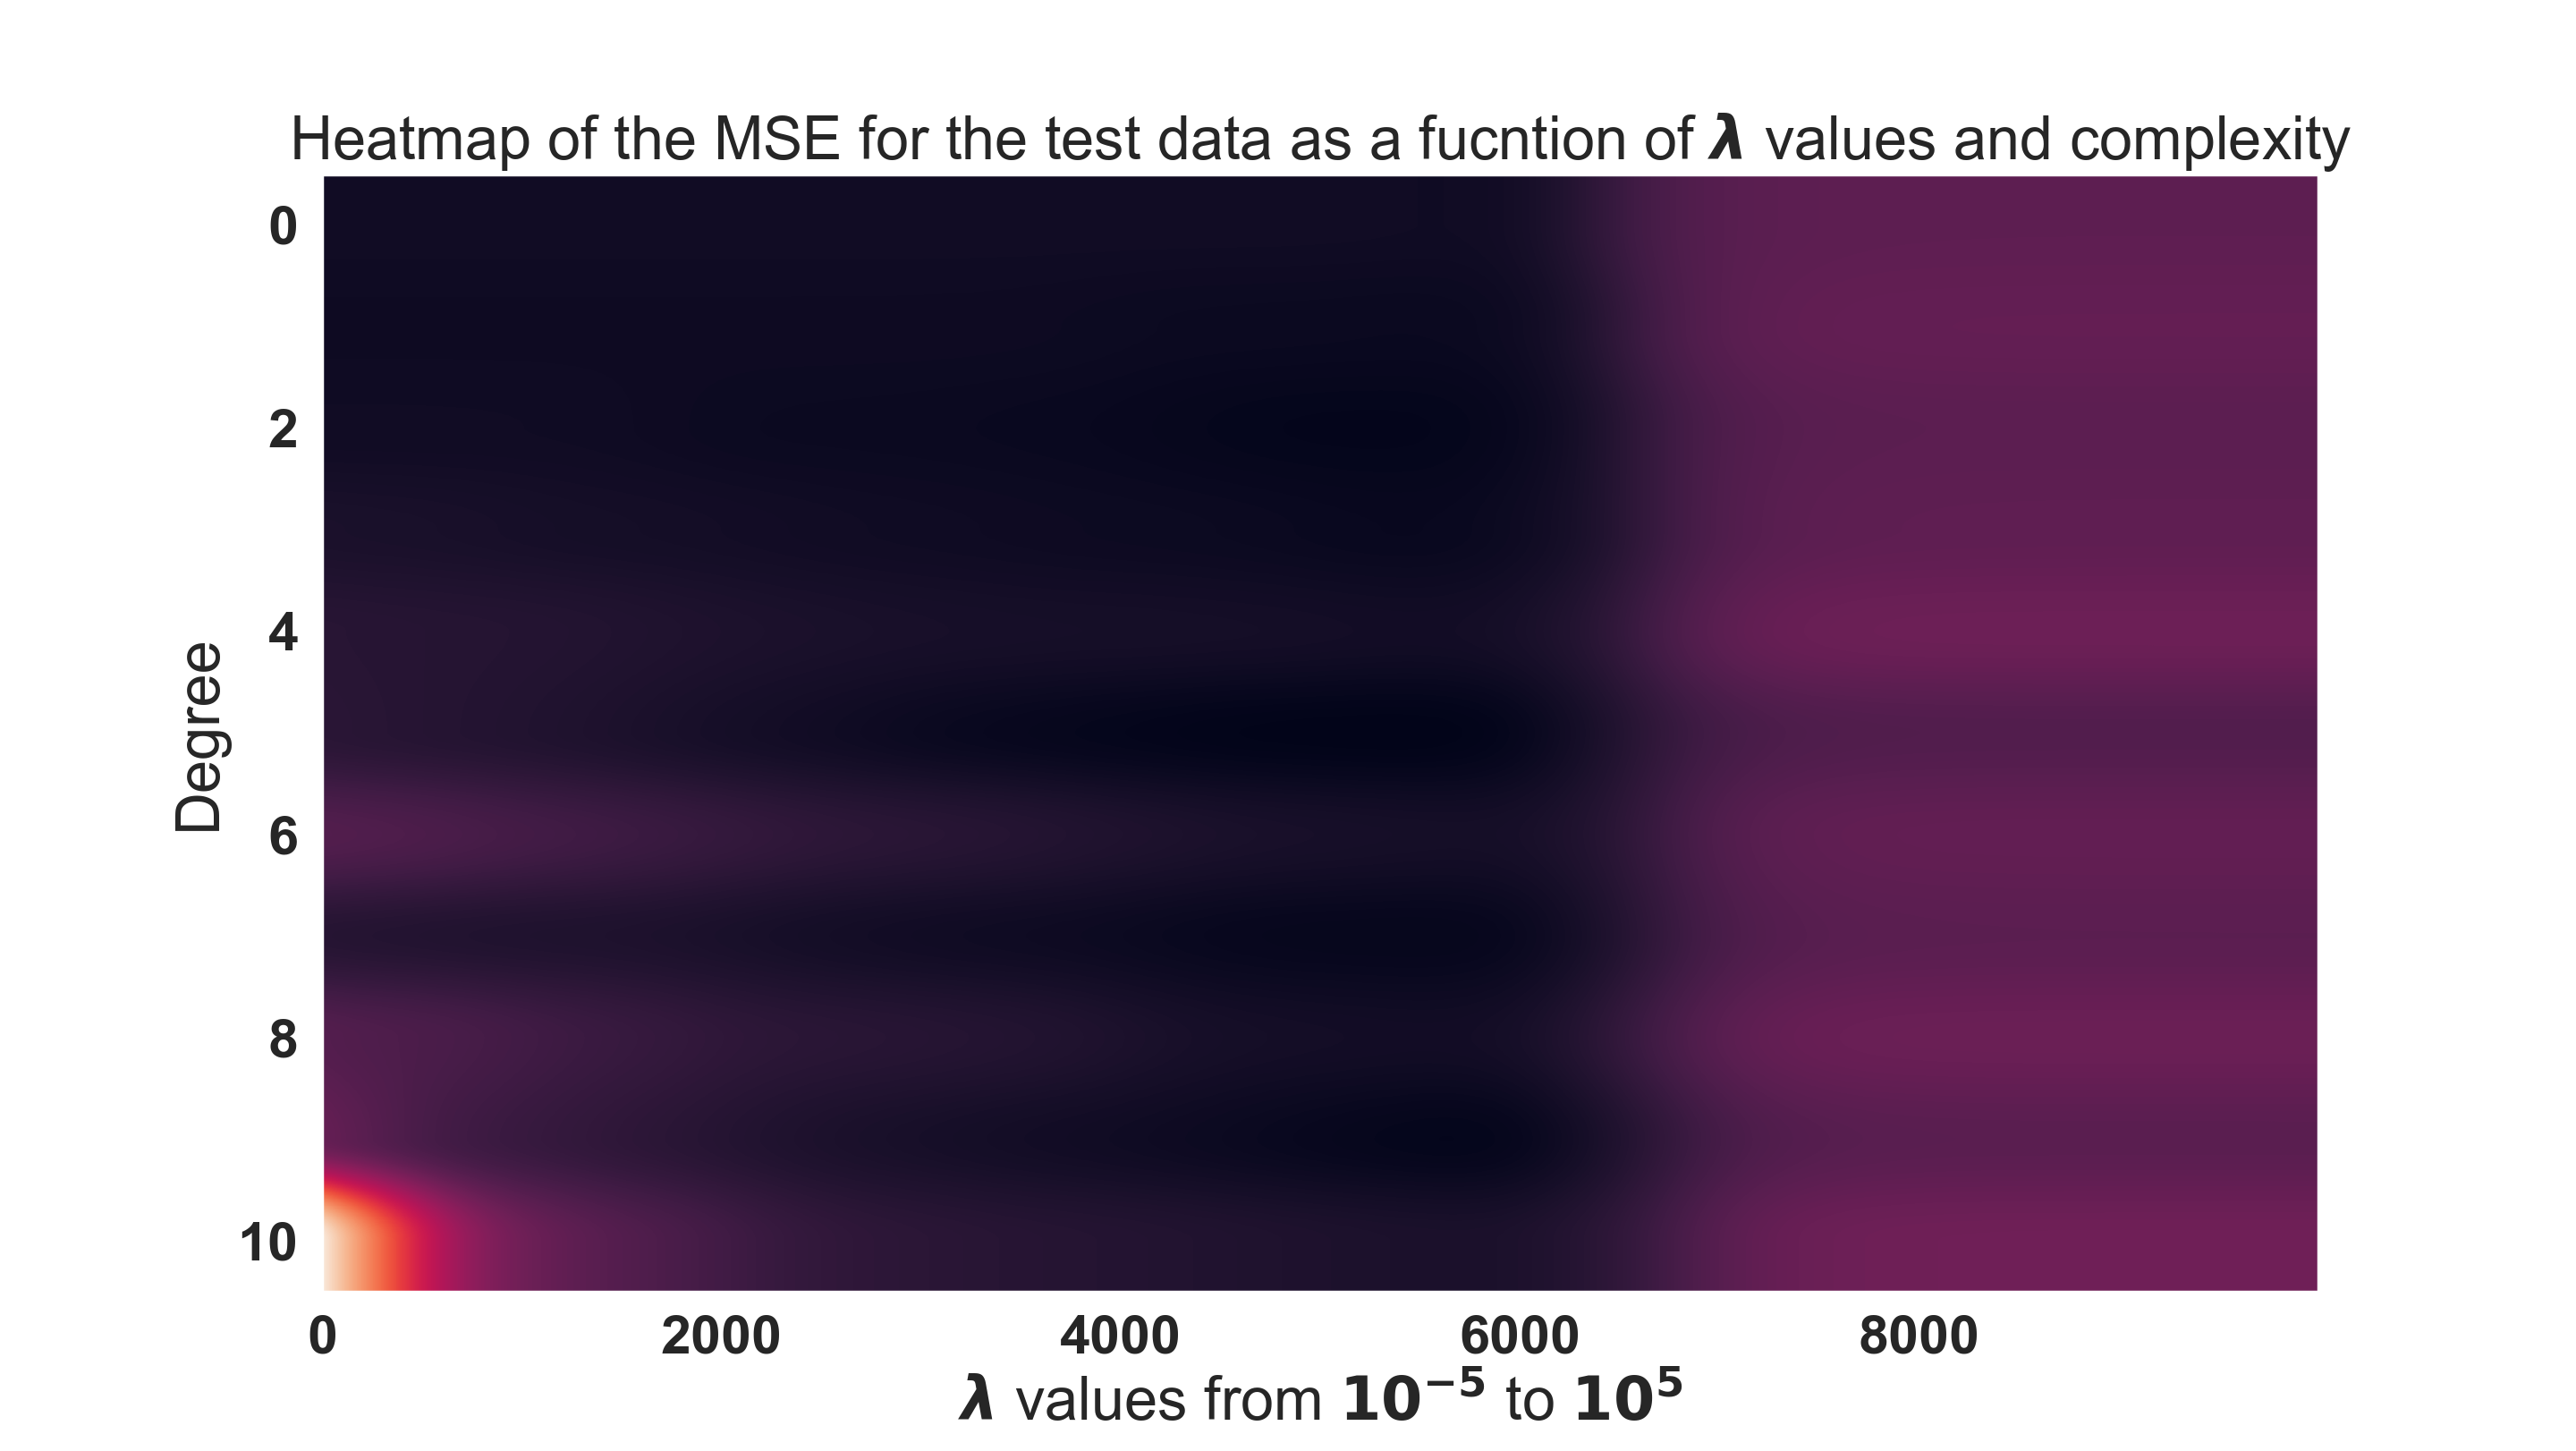 Heatmap of the MSE for the test data as a fucntion of λ values and complexity
0
2
4
6
8
10
Degree
0 2000 4000 6000 8000
λ values from 10⁻⁵ to 10⁵